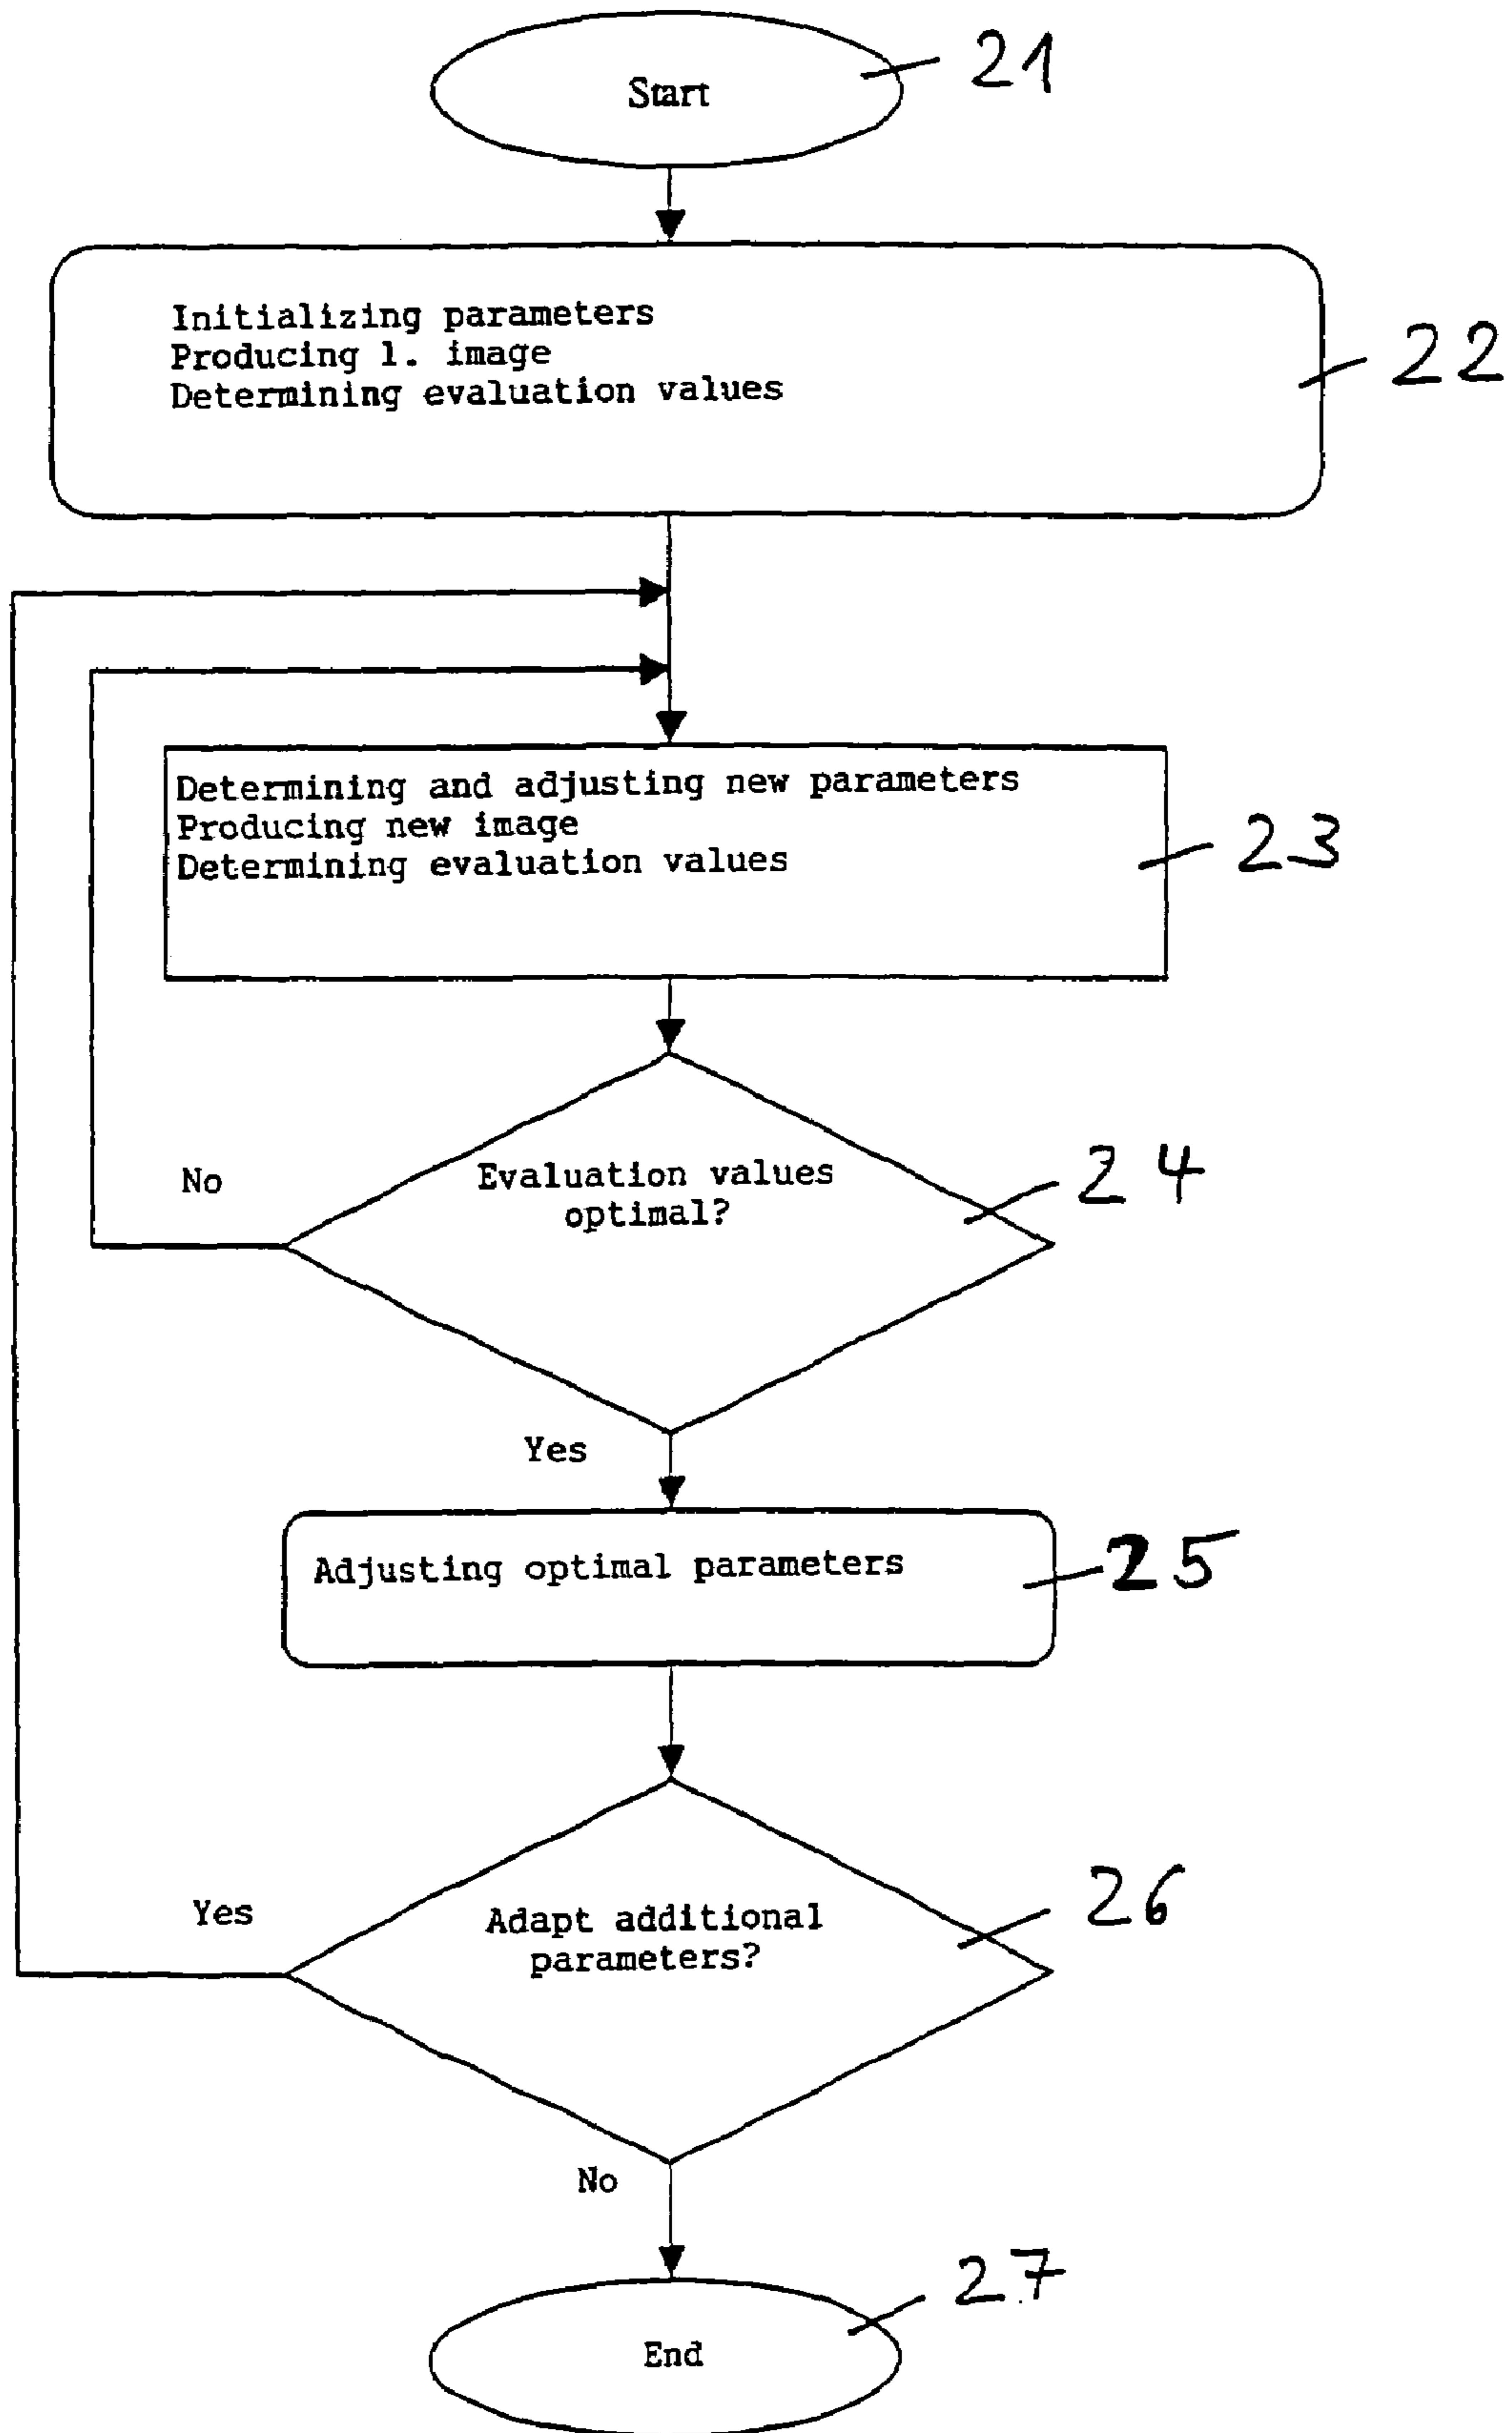 Start
21
Initializing parameters
Producing 1. image
Determining evaluation values
22
Determining and adjusting new parameters
Producing new image
Determining evaluation values
23
Evaluation values
optimal?
24
No
Yes
Adjusting optimal parameters
25
Adapt additional
parameters?
26
Yes
No
End
27